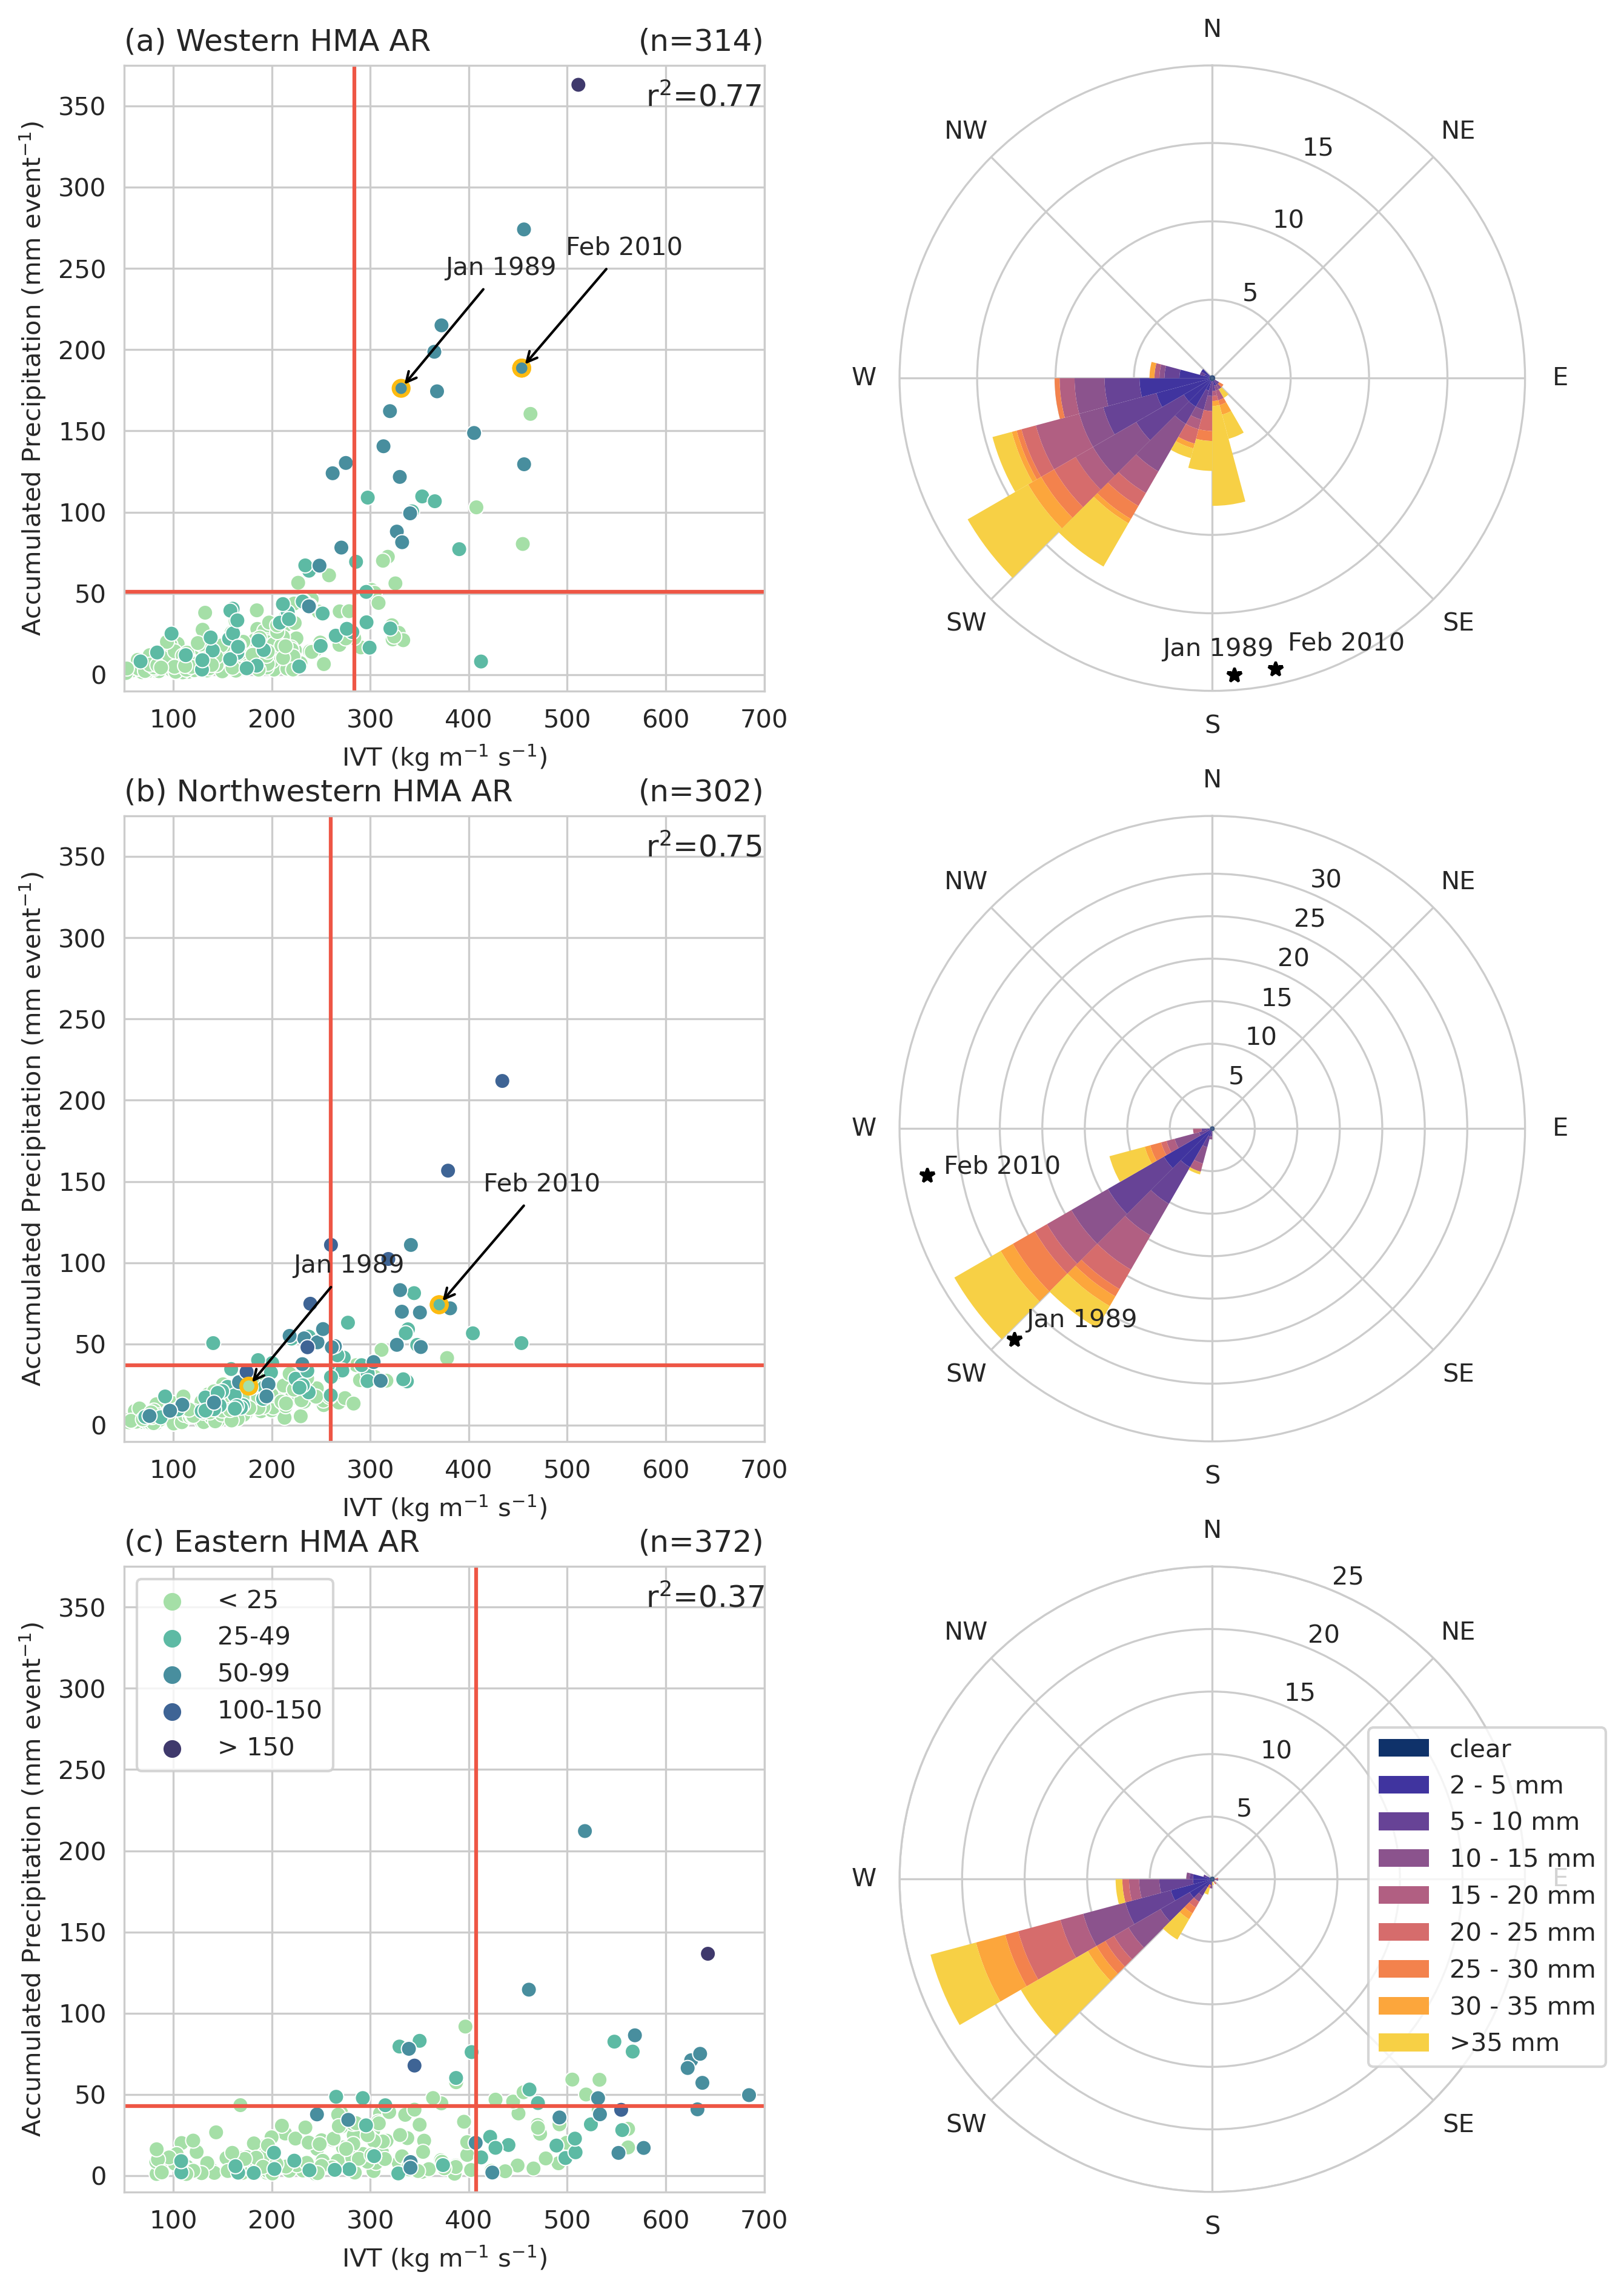 (a) Western HMA AR (n=314)
r²=0.77
Accumulated Precipitation (mm event⁻¹)
350
300
250
200
150
100
50
0
Jan 1989
Feb 2010
100 200 300 400 500 600 700
IVT (kg m⁻¹ s⁻¹)
N
NE
E
SE
S
SW
W
NW
15
10
5
Jan 1989
Feb 2010
(b) Northwestern HMA AR (n=302)
r²=0.75
Accumulated Precipitation (mm event⁻¹)
350
300
250
200
150
100
50
0
Feb 2010
Jan 1989
100 200 300 400 500 600 700
IVT (kg m⁻¹ s⁻¹)
N
NE
E
SE
S
SW
W
NW
30
25
20
15
10
5
Feb 2010
Jan 1989
(c) Eastern HMA AR (n=372)
r²=0.37
Accumulated Precipitation (mm event⁻¹)
350
300
250
200
150
100
50
0
< 25
25-49
50-99
100-150
> 150
100 200 300 400 500 600 700
IVT (kg m⁻¹ s⁻¹)
N
NE
E
SE
S
SW
W
NW
25
20
15
10
5
clear
2 - 5 mm
5 - 10 mm
10 - 15 mm
15 - 20 mm
20 - 25 mm
25 - 30 mm
30 - 35 mm
>35 mm